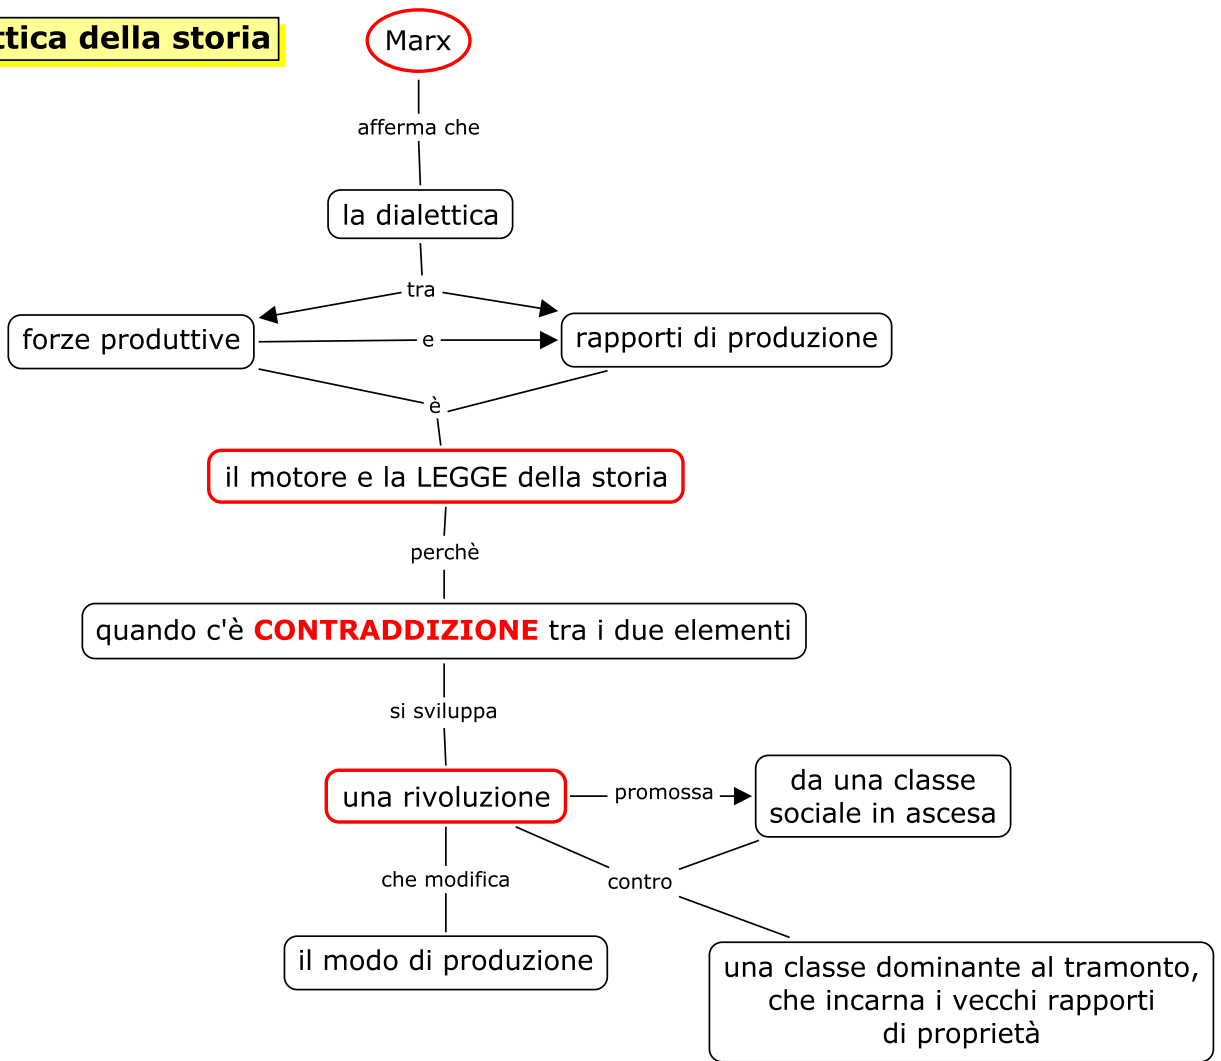 ttica della storia
Marx
afferma che
la dialettica
tra
forze produttive
e
rapporti di produzione
è
il motore e la LEGGE della storia
perchè
quando c'è CONTRADDIZIONE tra i due elementi
si sviluppa
una rivoluzione
promossa
da una classe
sociale in ascesa
che modifica
contro
il modo di produzione
una classe dominante al tramonto,
che incarna i vecchi rapporti
di proprietà